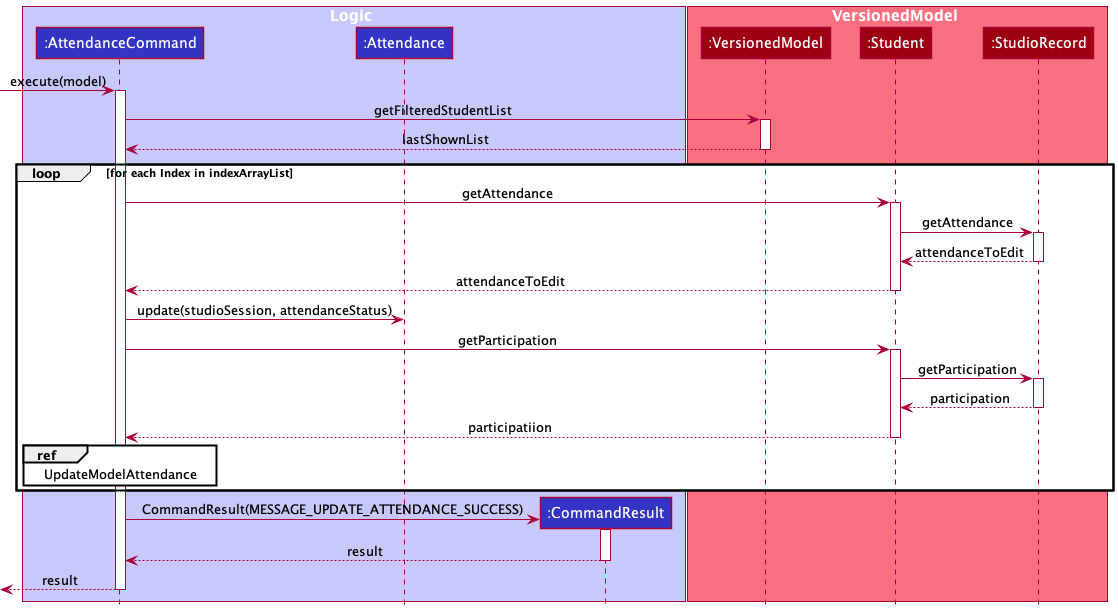 Logic
VersionedModel
:AttendanceCommand
:Attendance
:VersionedModel
:Student
:StudioRecord
execute(model)
getFilteredStudentList
lastShownList
loop
[for each Index in indexArrayList]
getAttendance
getAttendance
attendanceToEdit
attendanceToEdit
update(studioSession, attendanceStatus)
getParticipation
getParticipation
participation
participatiion
ref
UpdateModelAttendance
CommandResult(MESSAGE_UPDATE_ATTENDANCE_SUCCESS)
:CommandResult
result
result